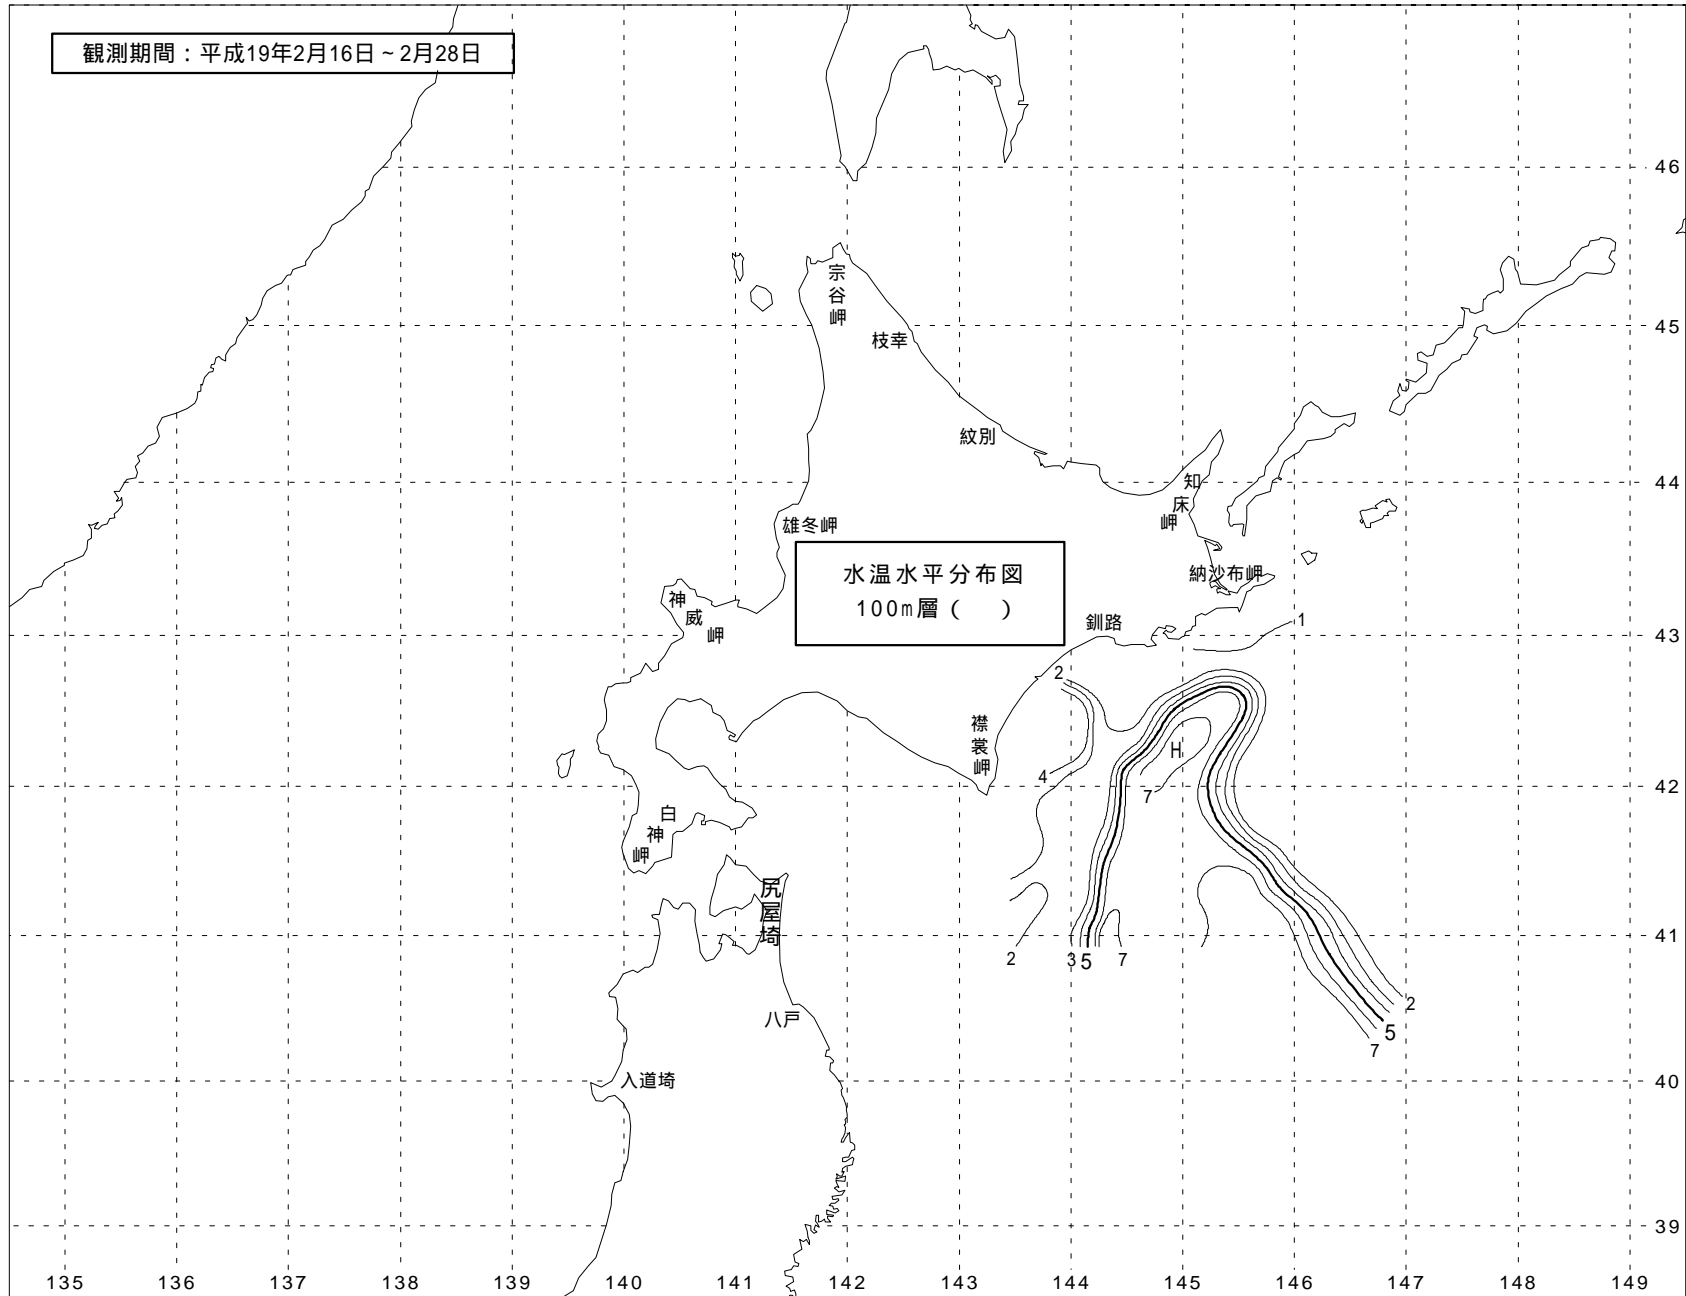 観測期間：平成19年2月16日～2月28日
46
宗谷岬
45
枝幸
紋別
44
知床岬
雄冬岬
水温水平分布図
100m層（　）
納沙布岬
神威岬
釧路
1
43
2
襟裳岬
H
4
7
42
白神岬
尻屋埼
41
2
3
5
7
八戸
2
5
7
入道埼
40
39
135 136 137 138 139 140 141 142 143 144 145 146 147 148 149